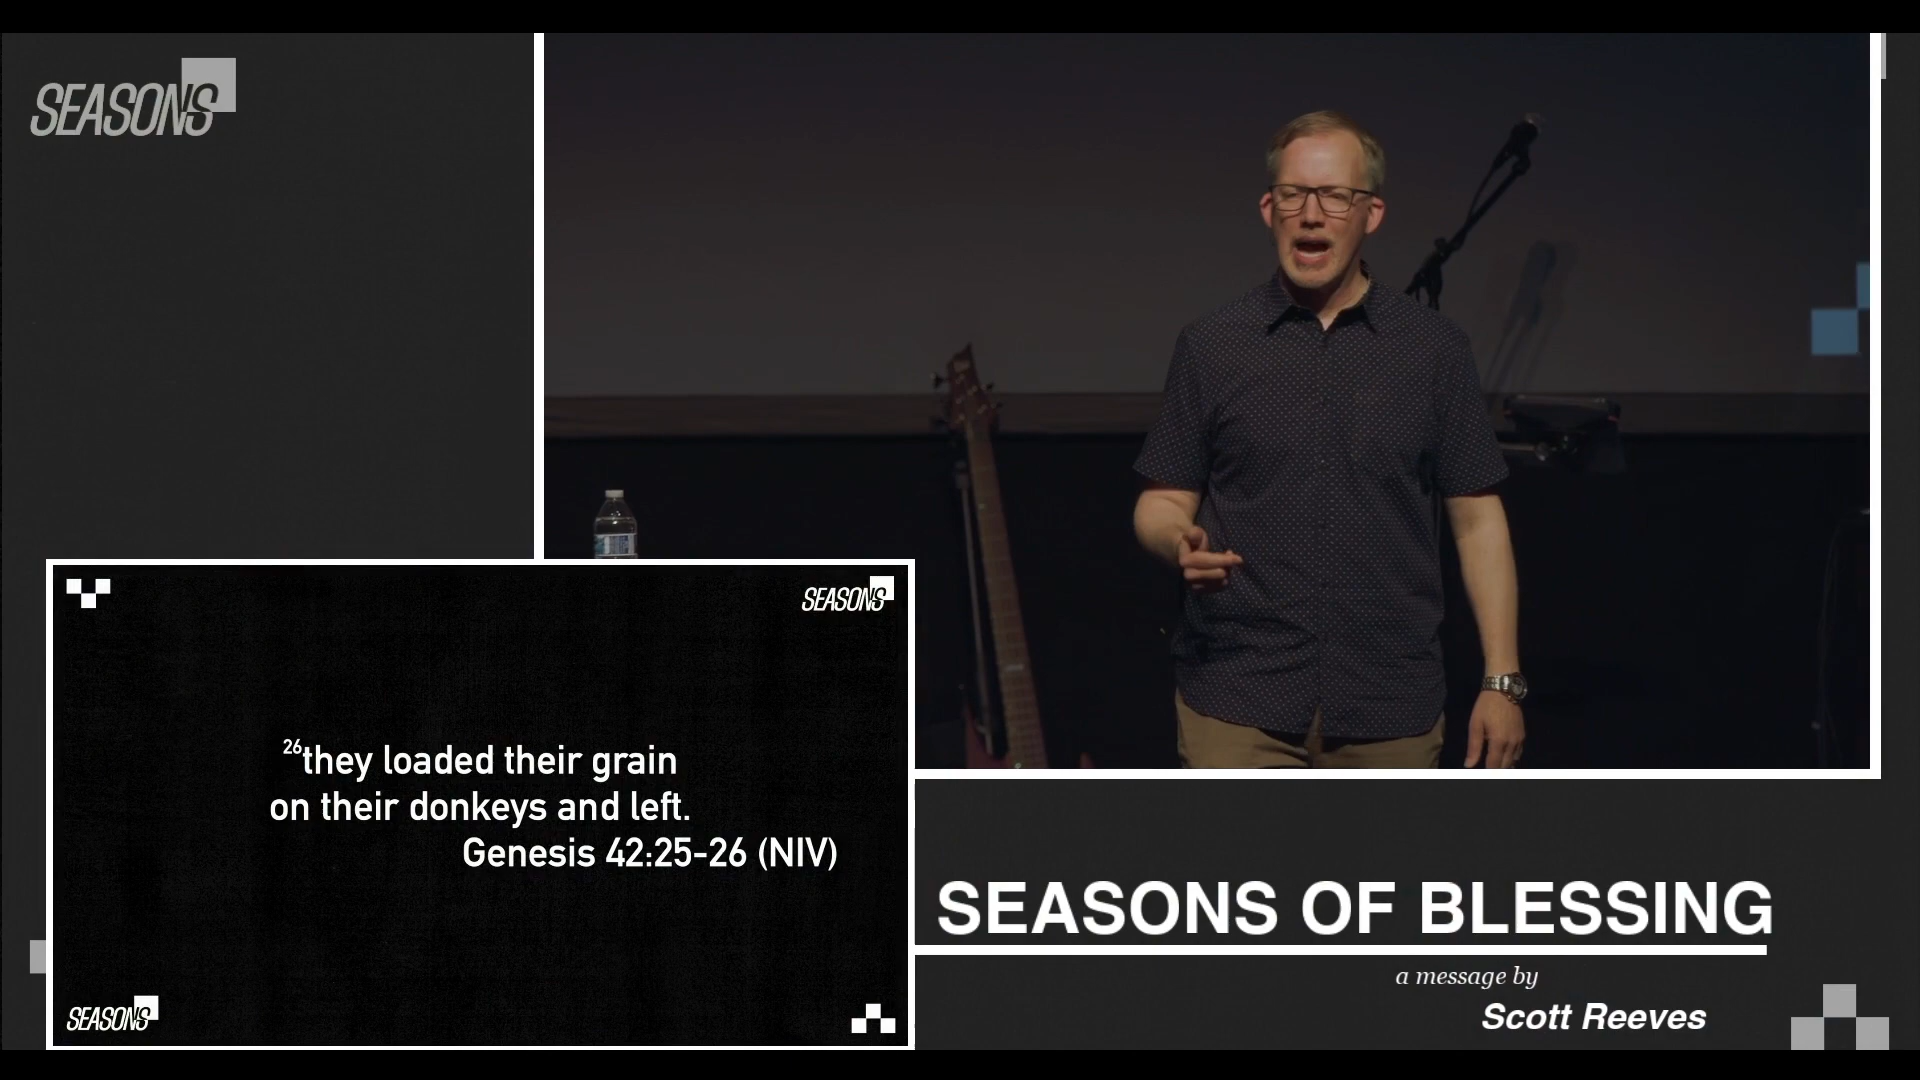 SEASONS
SEASONS
26they loaded their grain
on their donkeys and left.
Genesis 42:25-26 (NIV)
SEASONS
SEASONS OF BLESSING
a message by
Scott Reeves